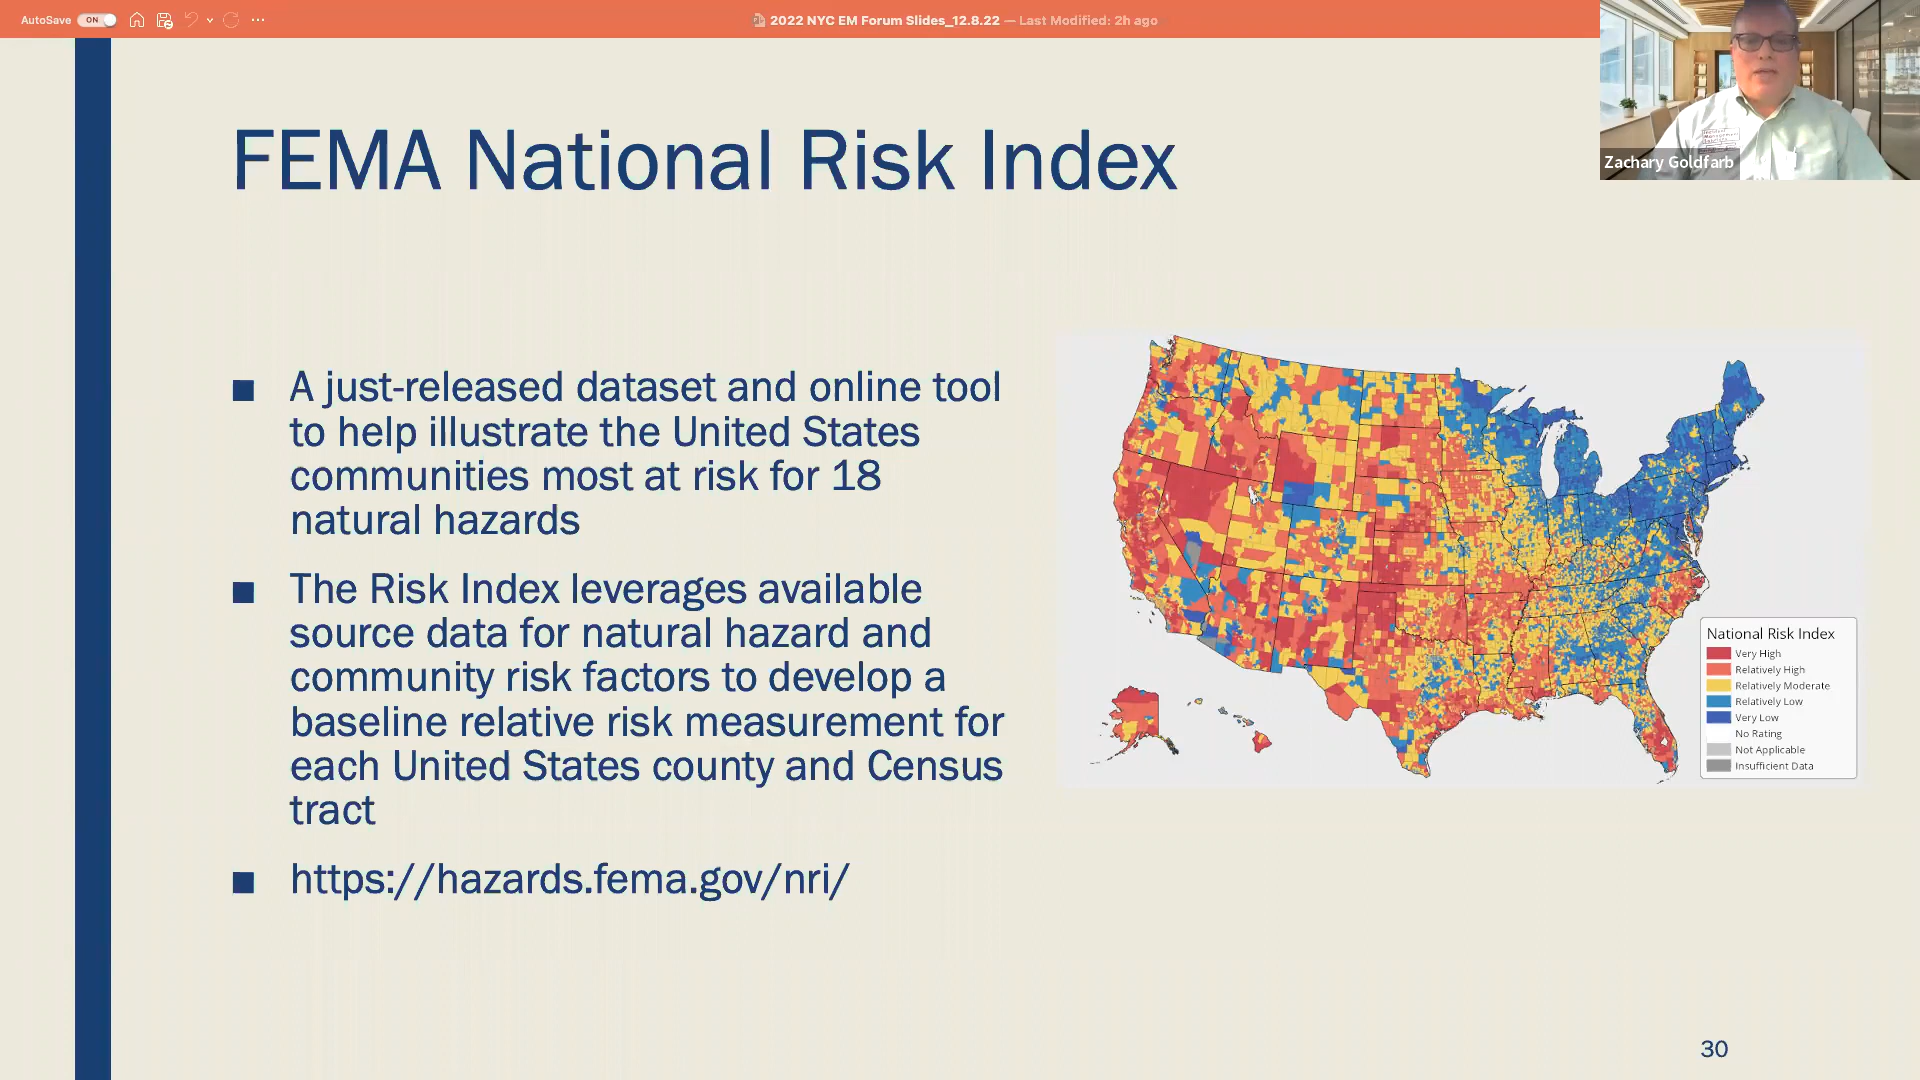 AutoSave ON
2022 NYC EM Forum Slides_12.8.22 — Last Modified: 2h ago
Zachary Goldfarb
FEMA National Risk Index
■ A just-released dataset and online tool
to help illustrate the United States
communities most at risk for 18
natural hazards
■ The Risk Index leverages available
source data for natural hazard and
community risk factors to develop a
baseline relative risk measurement for
each United States county and Census
tract
■ https://hazards.fema.gov/nri/
National Risk Index
Very High
Relatively High
Relatively Moderate
Relatively Low
Very Low
No Rating
Not Applicable
Insufficient Data
30